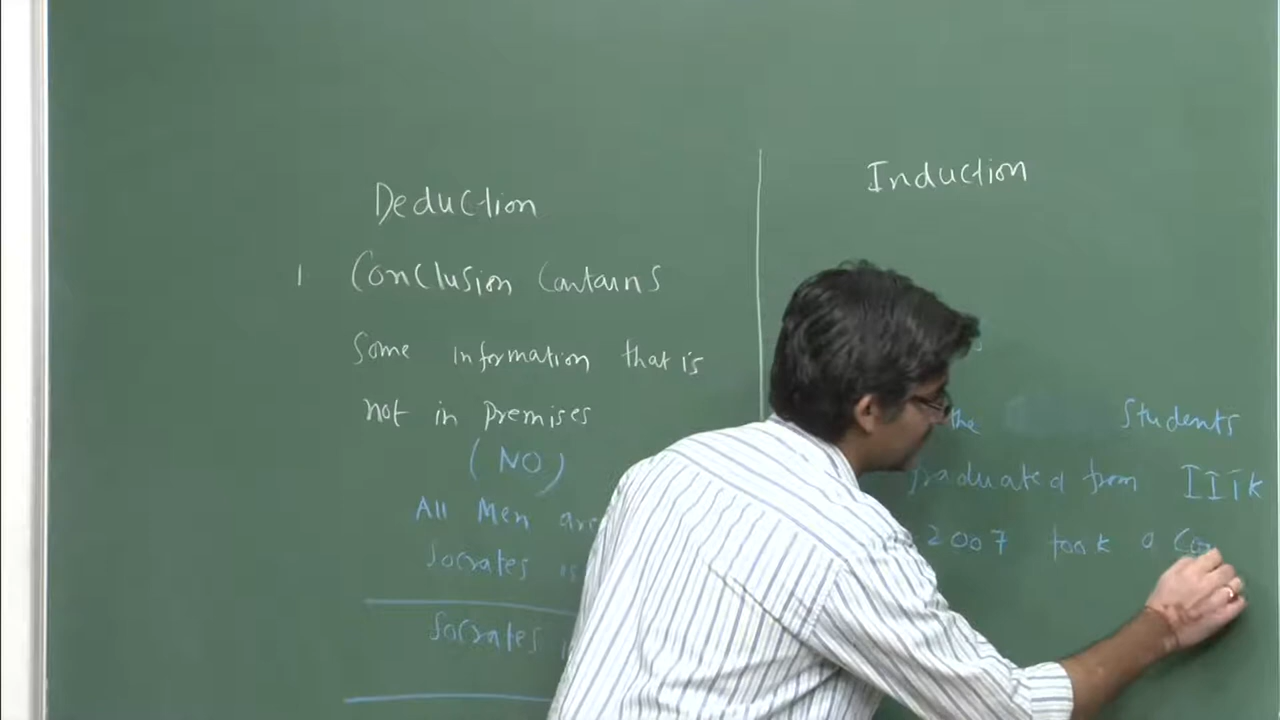 Deduction
1 Conclusion Contains
Some information that is
not in premises
(NO)
All Men are
Socrates is
Socrates
Induction
the Students
graduated from IITK
2007 took a